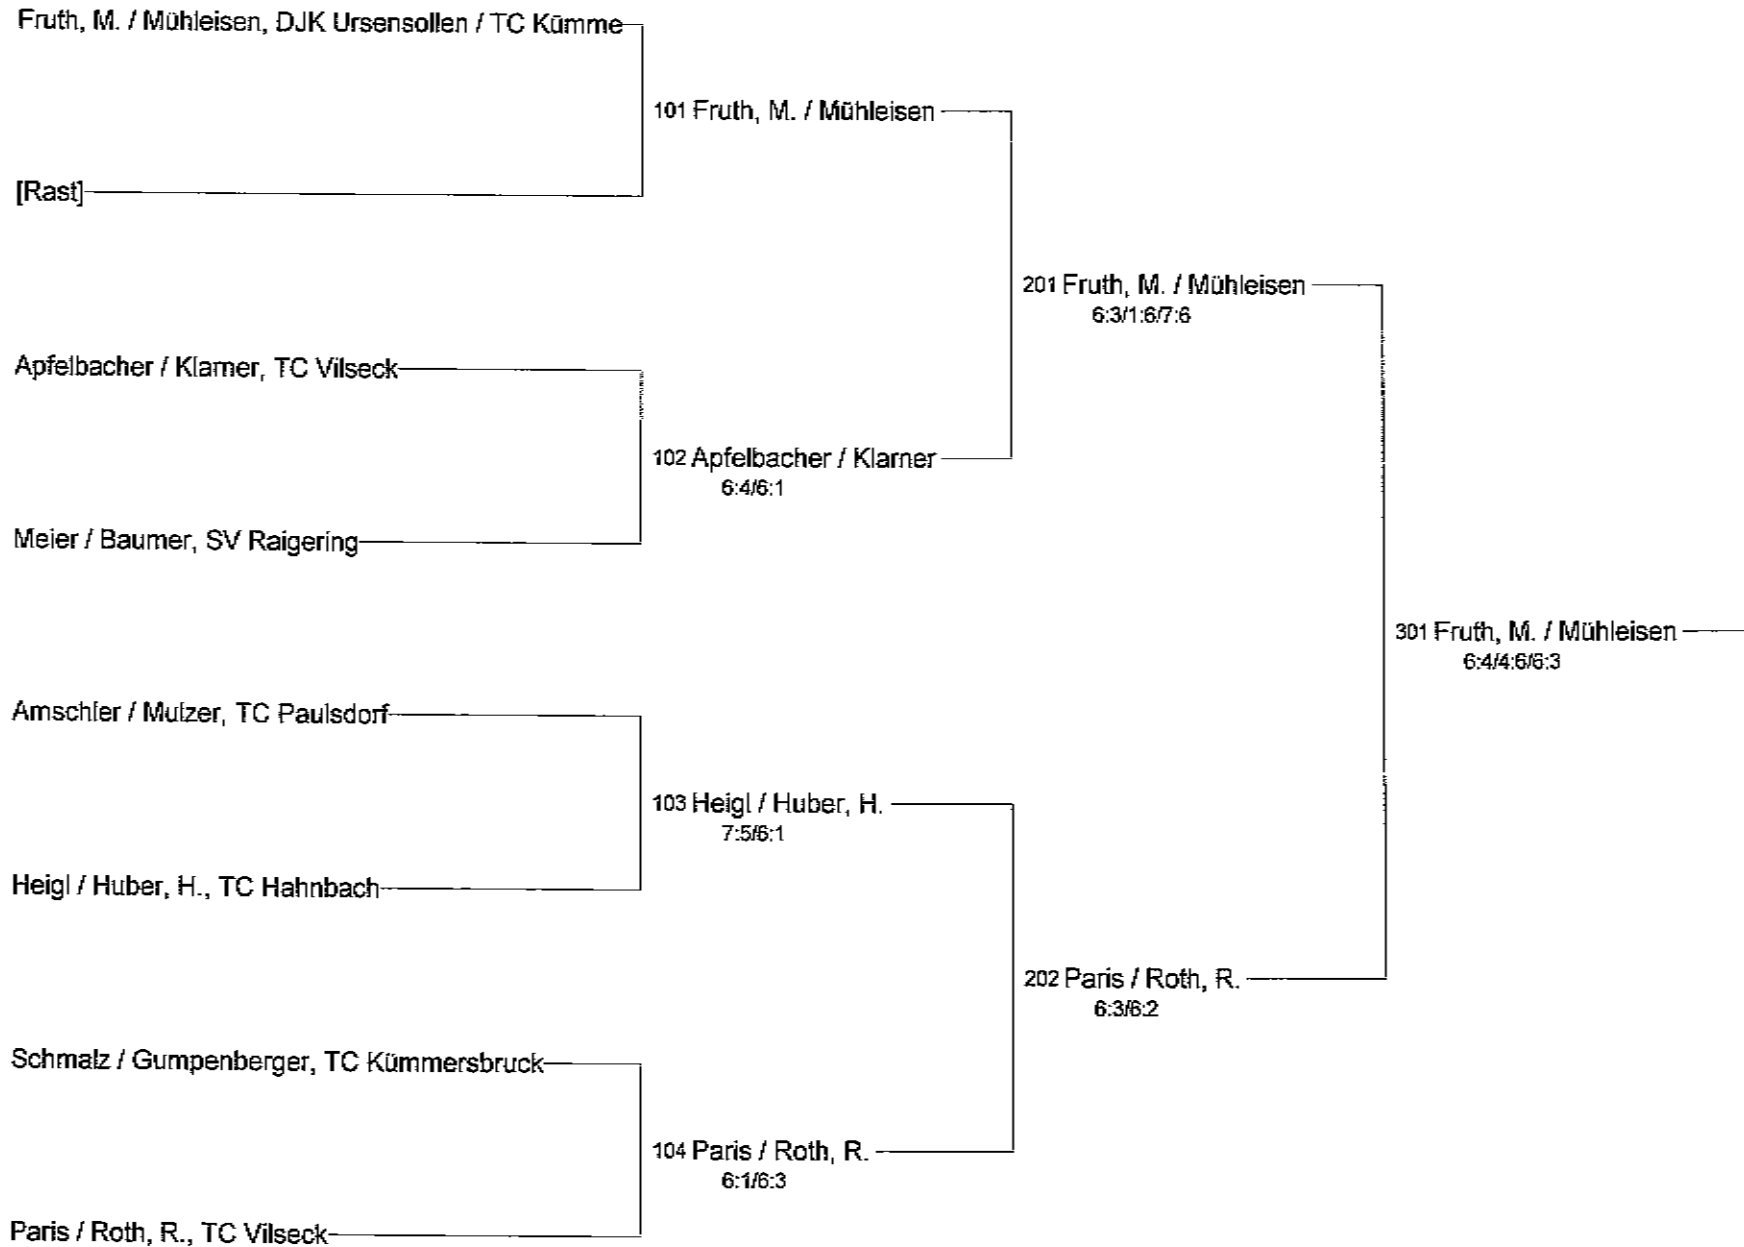 Fruth, M. / Mühleisen, DJK Ursensollen / TC Kümme
101 Fruth, M. / Mühleisen
[Rast]
201 Fruth, M. / Mühleisen
6:3/1:6/7:6
Apfelbacher / Klarner, TC Vilseck
102 Apfelbacher / Klarner
6:4/6:1
Meier / Baumer, SV Raigering
301 Fruth, M. / Mühleisen
6:4/4:6/6:3
Amschler / Mulzer, TC Paulsdorf
103 Heigl / Huber, H.
7:5/6:1
Heigl / Huber, H., TC Hahnbach
202 Paris / Roth, R.
6:3/6:2
Schmalz / Gumpenberger, TC Kümmersbruck
104 Paris / Roth, R.
6:1/6:3
Paris / Roth, R., TC Vilseck